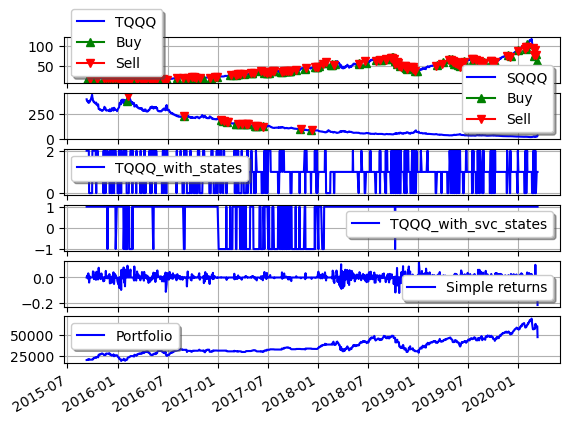 TQQQ
Buy
Sell
100
50
SQQQ
Buy
Sell
250
0
2
0
TQQQ_with_states
1
−1
TQQQ_with_svc_states
0.0
−0.2
Simple returns
50000
25000
Portfolio
2015-07
2016-01
2016-07
2017-01
2017-07
2018-01
2018-07
2019-01
2019-07
2020-01